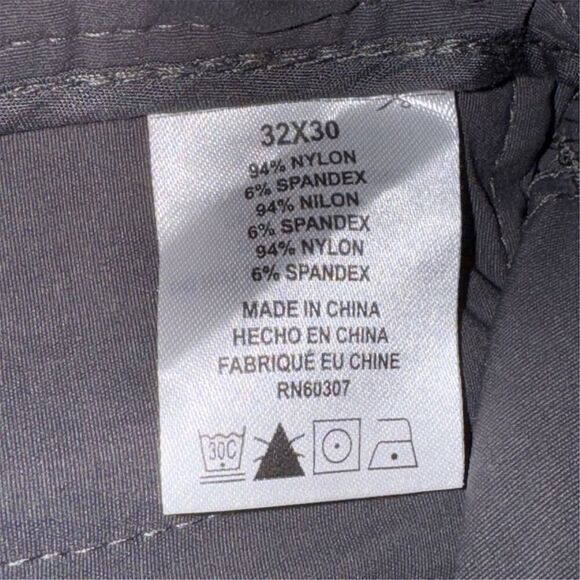 32X30
94% NYLON
6% SPANDEX
94% NILON
6% SPANDEX
94% NYLON
6% SPANDEX
MADE IN CHINA
HECHO EN CHINA
FABRIQUÉ EU CHINE
RN60307
30C